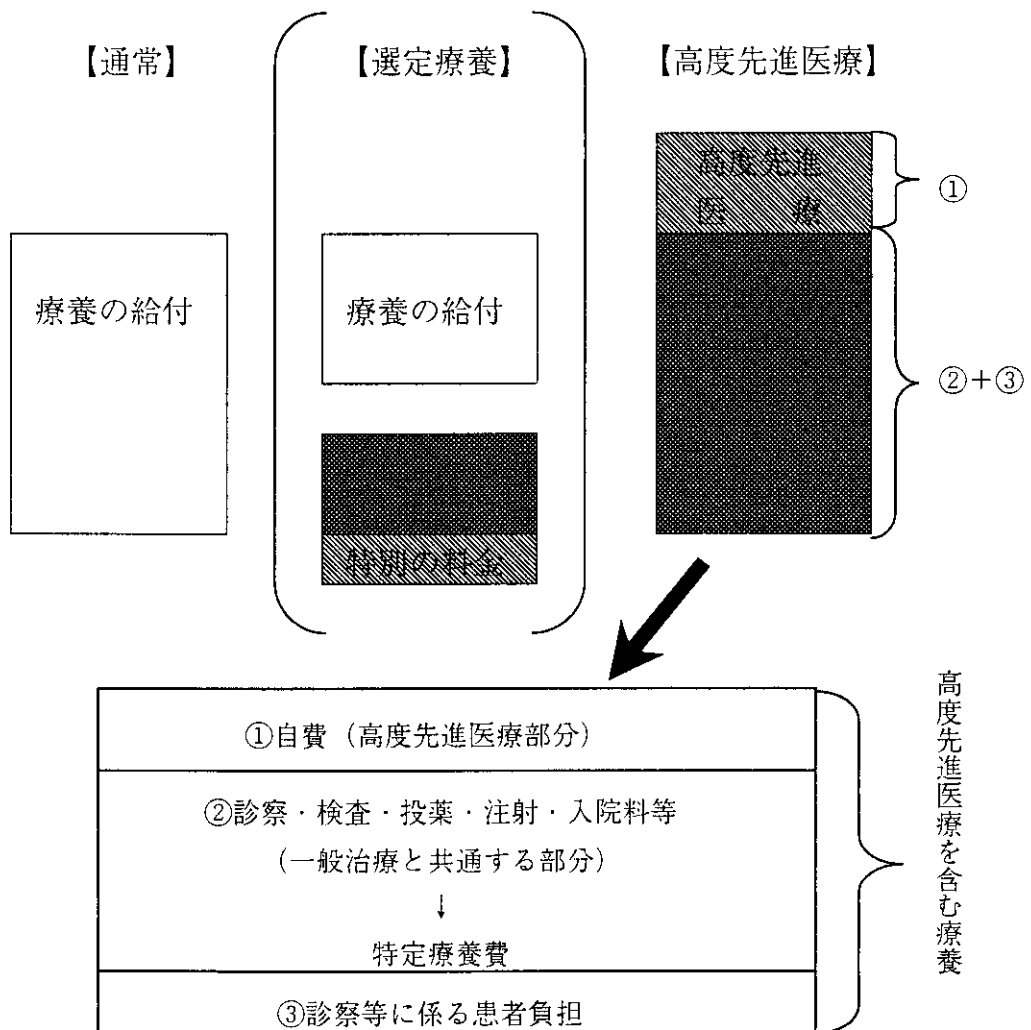 【通常】
【選定療養】
【高度先進医療】
高度先進
医 療
①
療養の給付
療養の給付
②+③
特別の料金
①自費（高度先進医療部分）
②診察・検査・投薬・注射・入院料等
（一般治療と共通する部分）
↓
特定療養費
③診察等に係る患者負担
高度先進医療を含む療養